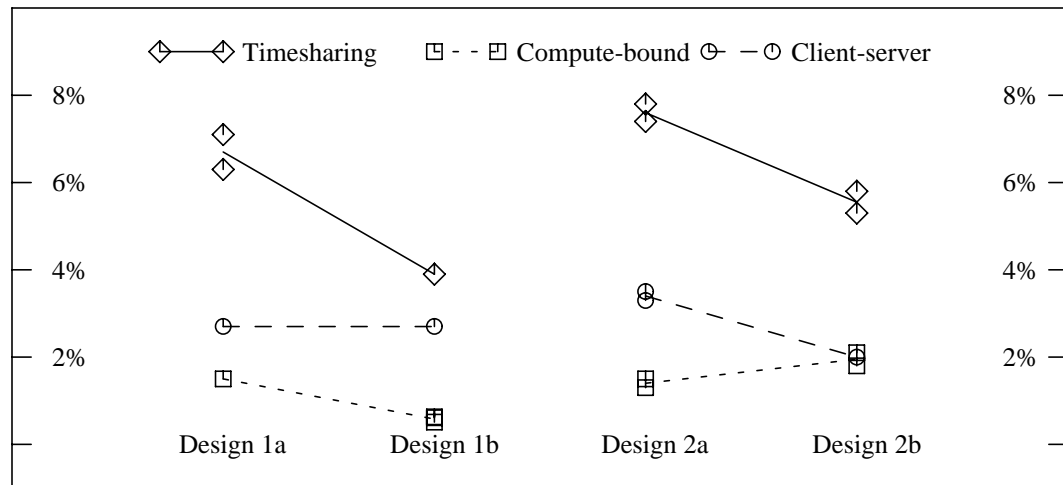 Timesharing Compute-bound Client-server
8% 8%
6% 6%
4% 4%
2% 2%
Design 1a Design 1b Design 2a Design 2b